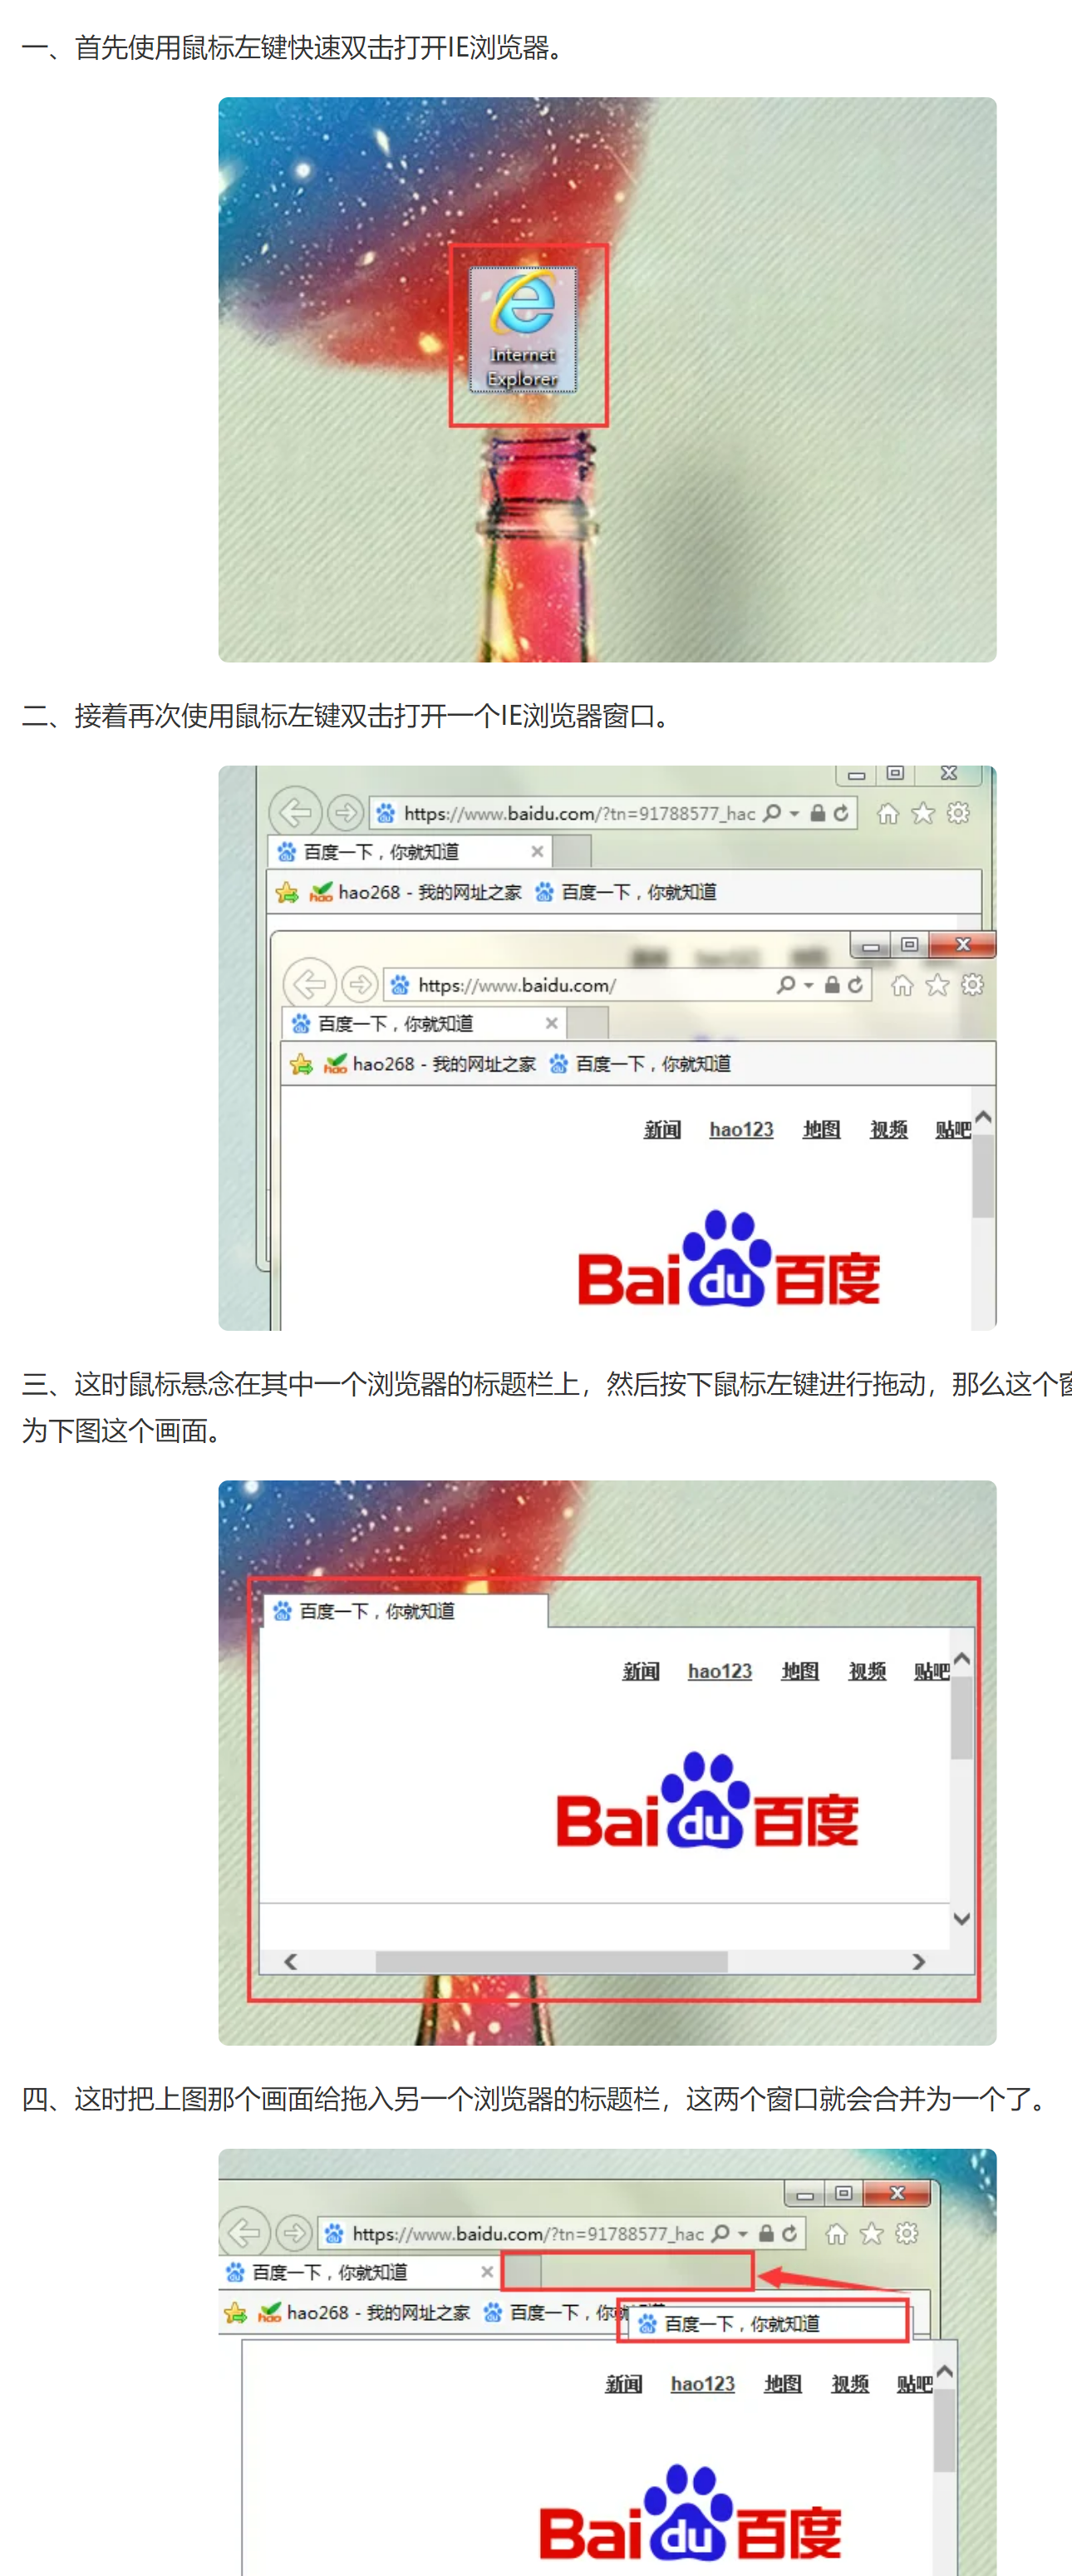 一、首先使用鼠标左键快速双击打开IE浏览器。
Internet
Explorer
二、接着再次使用鼠标左键双击打开一个IE浏览器窗口。
https://www.baidu.com/?tn=91788577_hac
百度一下，你就知道
hao268 - 我的网址之家 百度一下，你就知道
https://www.baidu.com/
百度一下，你就知道
hao268 - 我的网址之家 百度一下，你就知道
新闻 hao123 地图 视频 贴吧
Bai du 百度
三、这时鼠标悬念在其中一个浏览器的标题栏上，然后按下鼠标左键进行拖动，那么这个
为下图这个画面。
百度一下，你就知道
新闻 hao123 地图 视频 贴吧
Bai du 百度
四、这时把上图那个画面给拖入另一个浏览器的标题栏，这两个窗口就会合并为一个了。
https://www.baidu.com/?tn=91788577_hac
百度一下，你就知道
hao268 - 我的网址之家 百度一下，你
百度一下，你就知道
新闻 hao123 地图 视频 贴吧
Bai du 百度